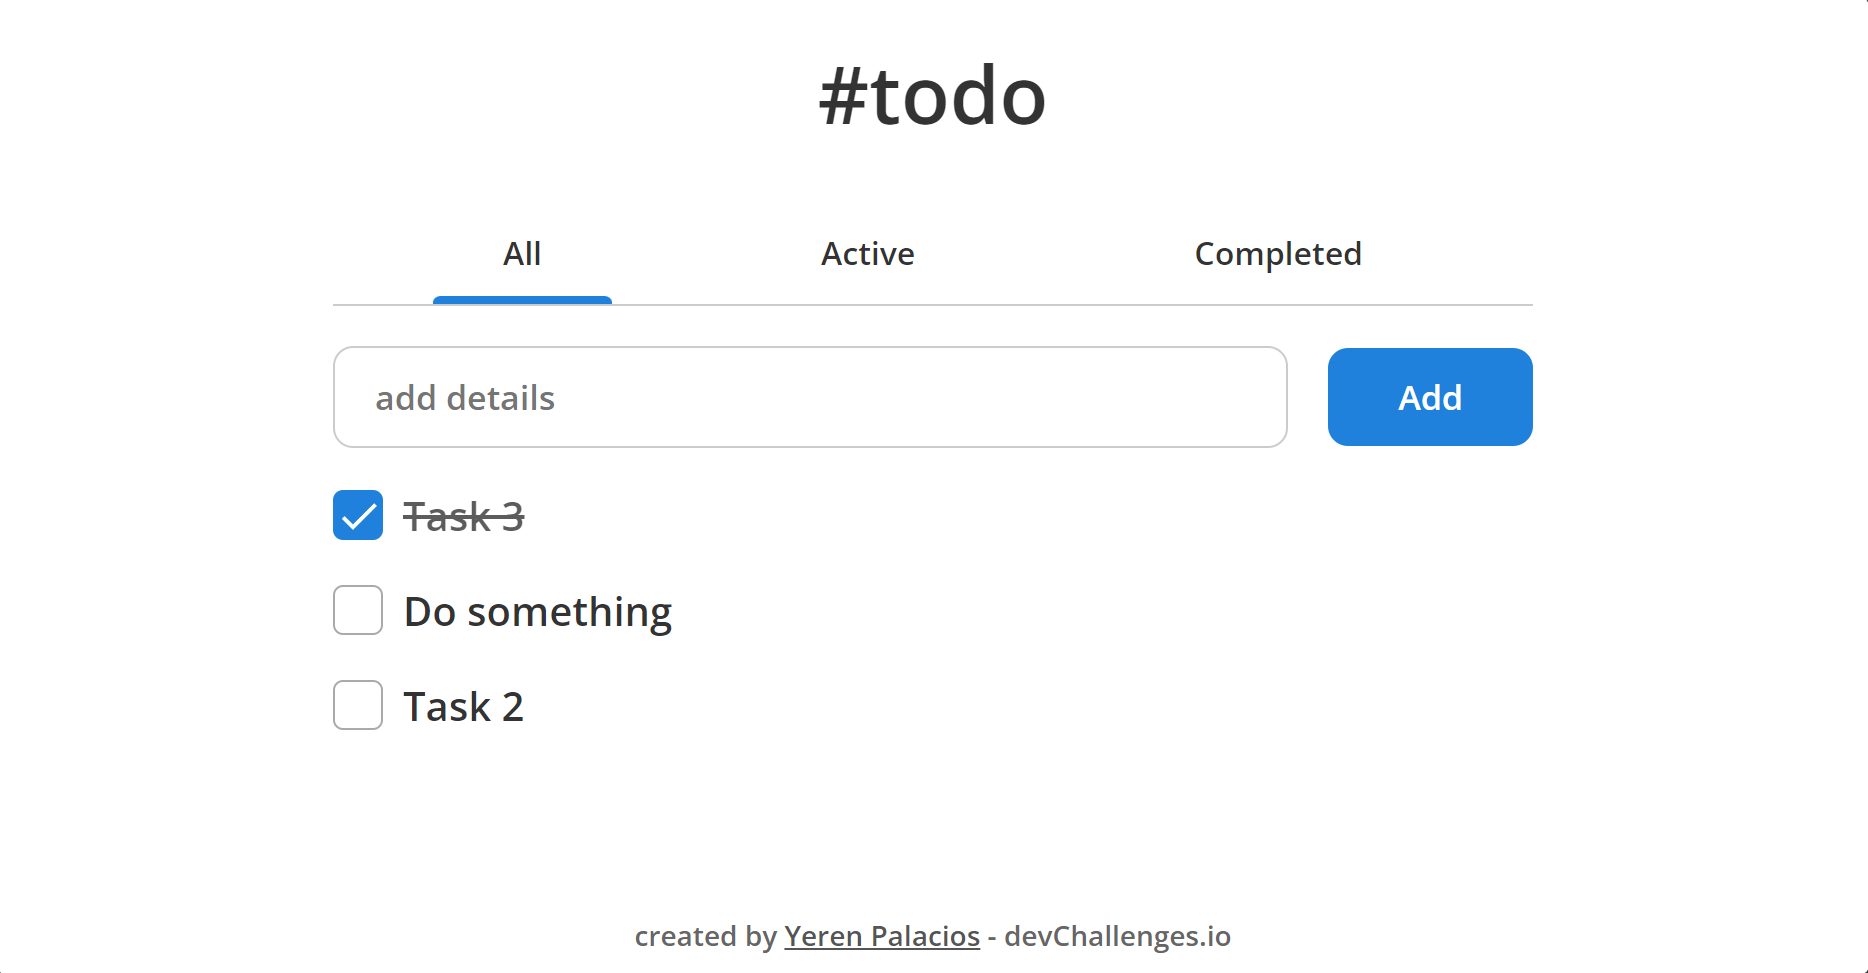 #todo
All Active Completed
add details Add
Task 3
Do something
Task 2
created by Yeren Palacios - devChallenges.io